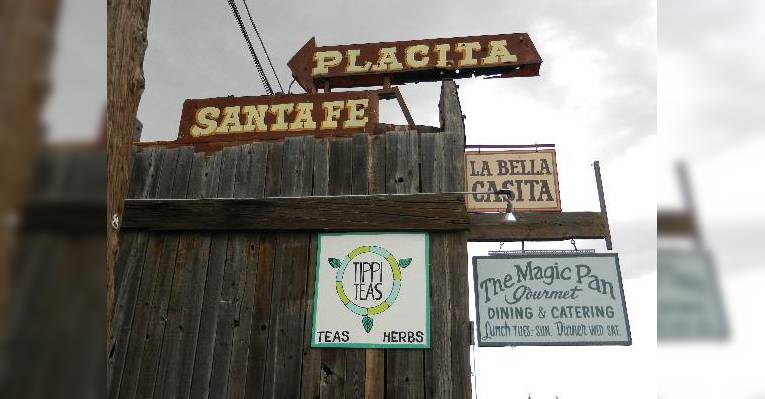 PLACITA DINING
SANTA FE
LA BELLA
CASITA
TIPPI
TEAS
TEAS HERBS
The Magic Pan
Gourmet
DINING & CATERING
Lunch TUES.-SUN. Dinner WED. SAT.